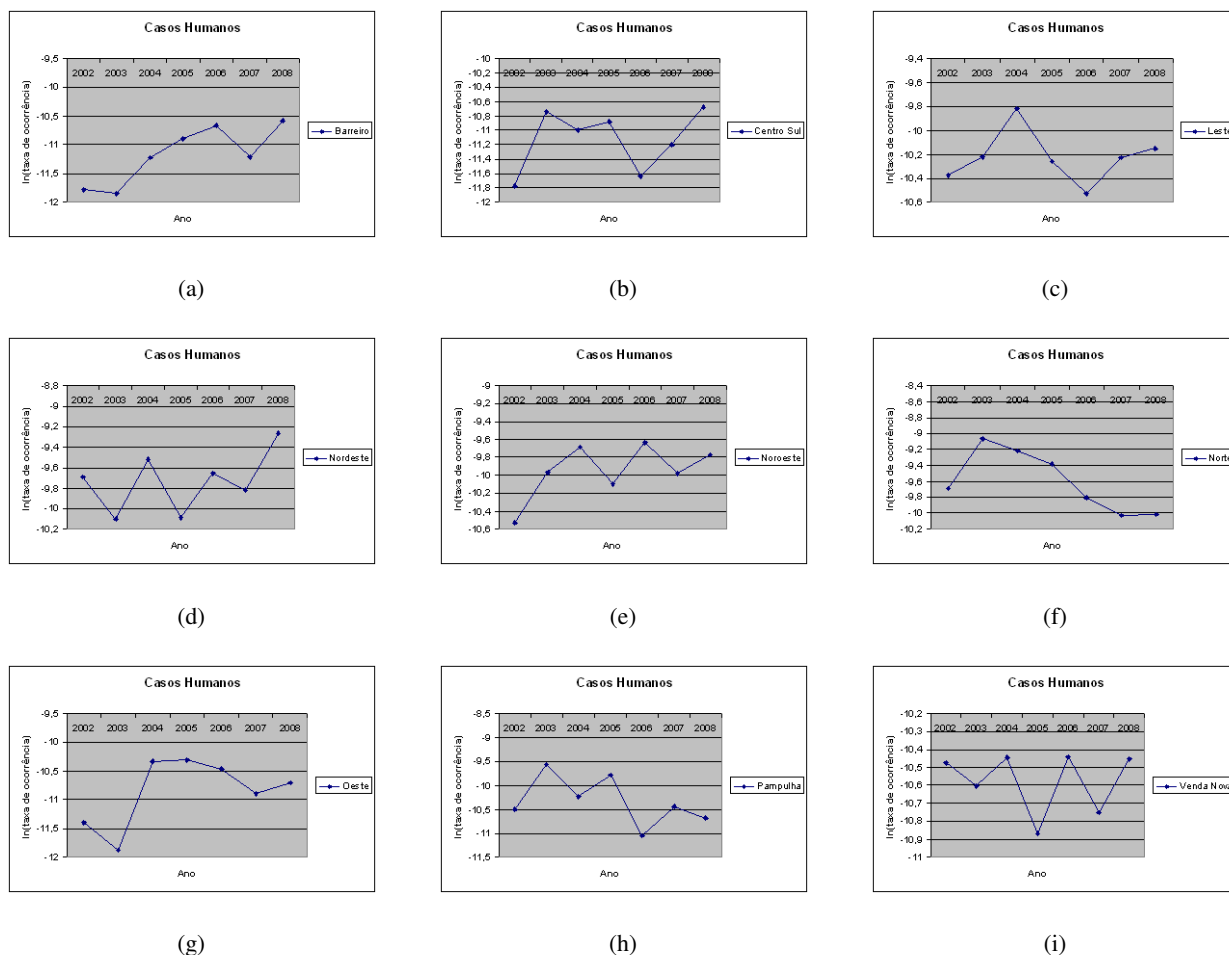 Casos Humanos
-9,5
2002 2003 2004 2005 2006 2007 2008
-10
-10,5
-11
-11,5
-12
ln(taxa de ocorrência)
Barreiro
Ano
(a)
Casos Humanos
-10
-10,2
2002 2003 2004 2005 2006 2007
-10,4
-10,6
-10,8
-11
-11,2
-11,4
-11,6
-11,8
-12
ln(taxa de ocorrência)
Centro Sul
Ano
(b)
Casos Humanos
-9,4
2002 2003 2004 2005 2006 2007 2008
-9,6
-9,8
-10
-10,2
-10,4
-10,6
ln(taxa de ocorrência)
Leste
Ano
(c)
Casos Humanos
-8,8
2002 2003 2004 2005 2006 2007 2008
-9
-9,2
-9,4
-9,6
-9,8
-10
-10,2
ln(taxa de ocorrência)
Nordeste
Ano
(d)
Casos Humanos
-9
2002 2003 2004 2005 2006 2007 2008
-9,2
-9,4
-9,6
-9,8
-10
-10,2
-10,4
-10,6
ln(taxa de ocorrência)
Noroeste
Ano
(e)
Casos Humanos
-8,4
-8,6
2002 2003 2004 2005 2006 2007 2008
-8,8
-9
-9,2
-9,4
-9,6
-9,8
-10
-10,2
ln(taxa de ocorrência)
Norte
Ano
(f)
Casos Humanos
-9,5
2002 2003 2004 2005 2006 2007 2008
-10
-10,5
-11
-11,5
-12
ln(taxa de ocorrência)
Oeste
Ano
(g)
Casos Humanos
-8,5
2002 2003 2004 2005 2006 2007 2008
-9
-9,5
-10
-10,5
-11
-11,5
ln(taxa de ocorrência)
Pampulha
Ano
(h)
Casos Humanos
-10,2
2002 2003 2004 2005 2006 2007 2008
-10,3
-10,4
-10,5
-10,6
-10,7
-10,8
-10,9
-11
ln(taxa de ocorrência)
Venda Nova
Ano
(i)